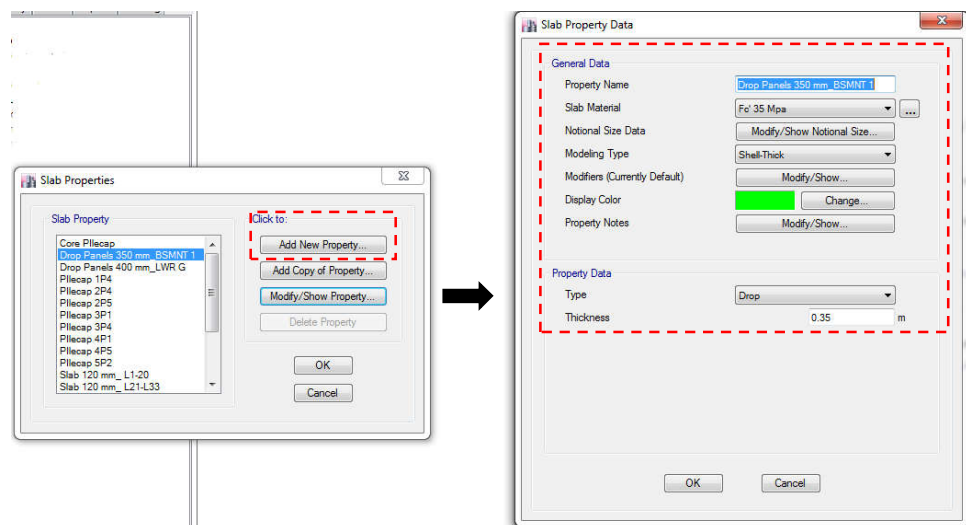 Slab Properties
Slab Property
Core PIlecap
Drop Panels 350 mm_BSMNT 1
Drop Panels 400 mm_LWR G
PIlecap 1P4
PIlecap 2P4
PIlecap 2P5
PIlecap 3P1
PIlecap 3P4
PIlecap 4P1
PIlecap 4P5
PIlecap 5P2
Slab 120 mm_ L1-20
Slab 120 mm_ L21-L33
Click to:
Add New Property...
Add Copy of Property...
Modify/Show Property...
Delete Property
OK
Cancel
Slab Property Data
General Data
Property Name Drop Panels 350 mm_BSMNT 1
Slab Material Fc' 35 Mpa ...
Notional Size Data Modify/Show Notional Size...
Modeling Type Shell-Thick
Modifiers (Currently Default) Modify/Show...
Display Color Change...
Property Notes Modify/Show...
Property Data
Type Drop
Thickness 0.35 m
OK Cancel